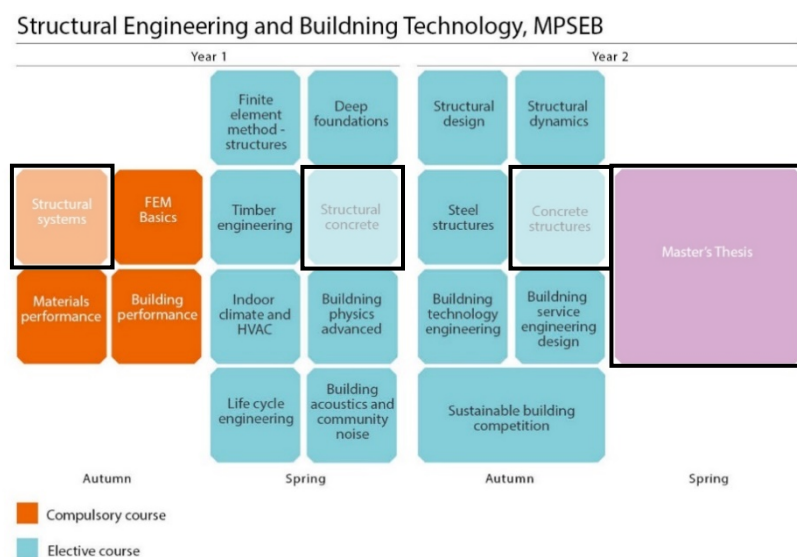 Structural Engineering and Buildning Technology, MPSEB
Year 1
Year 2
Finite
element
method -
structures
Deep
foundations
Structural
design
Structural
dynamics
Structural
systems
FEM
Basics
Timber
engineering
Structural
concrete
Steel
structures
Concrete
structures
Master's Thesis
Materials
performance
Building
performance
Indoor
climate and
HVAC
Buildning
physics
advanced
Buildning
technology
engineering
Buildning
service
engineering
design
Life cycle
engineering
Building
acoustics and
community
noise
Sustainable building
competition
Autumn
Spring
Autumn
Spring
Compulsory course
Elective course